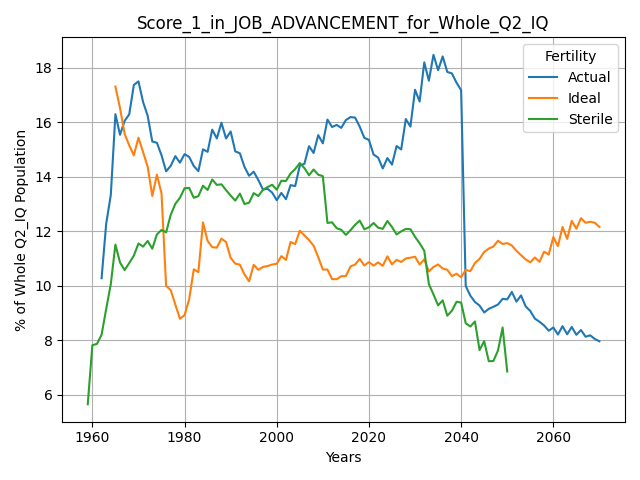 Score_1_in_JOB_ADVANCEMENT_for_Whole_Q2_IQ
Fertility
Actual
Ideal
Sterile
% of Whole Q2_IQ Population
18
16
14
12
10
8
6
1960 1980 2000 2020 2040 2060
Years